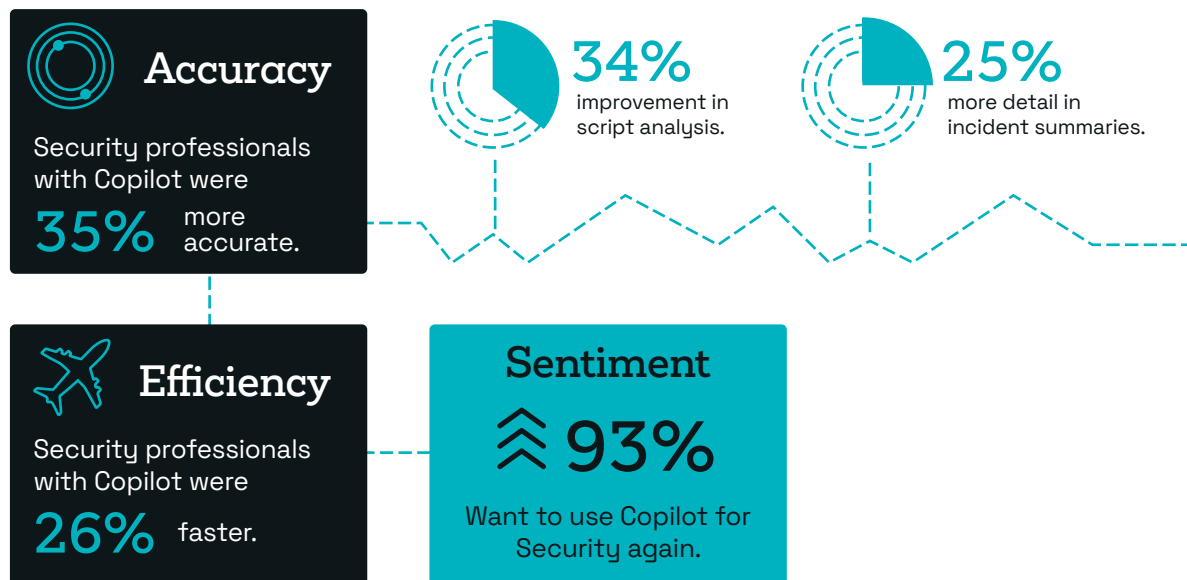 Accuracy
Security professionals
with Copilot were
35% more
accurate.
34%
improvement in
script analysis.
25%
more detail in
incident summaries.
Efficiency
Security professionals
with Copilot were
26% faster.
Sentiment
93%
Want to use Copilot for
Security again.